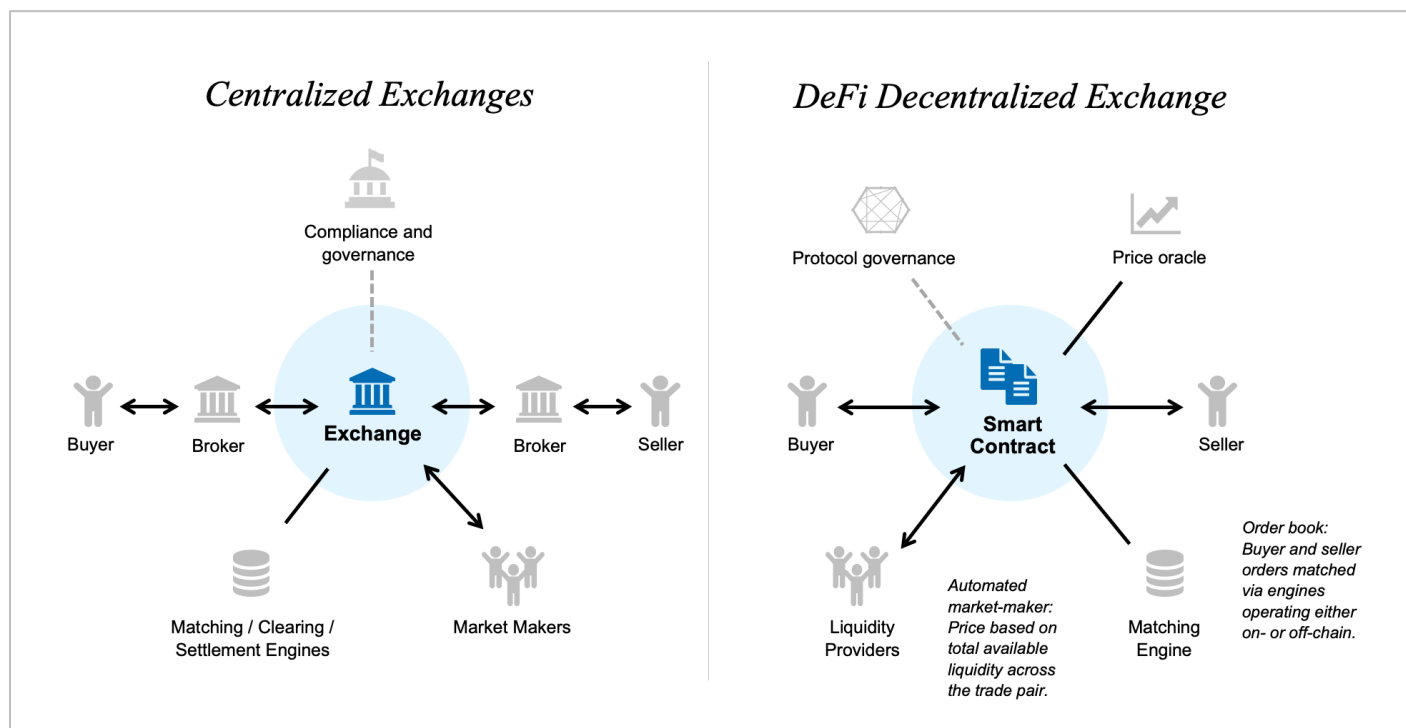 Centralized Exchanges
Compliance and
governance
Buyer
Broker
Exchange
Broker
Seller
Matching / Clearing /
Settlement Engines
Market Makers
DeFi Decentralized Exchange
Protocol governance
Price oracle
Buyer
Smart
Contract
Seller
Liquidity
Providers
Automated
market-maker:
Price based on
total available
liquidity across
the trade pair.
Matching
Engine
Order book:
Buyer and seller
orders matched
via engines
operating either
on- or off-chain.